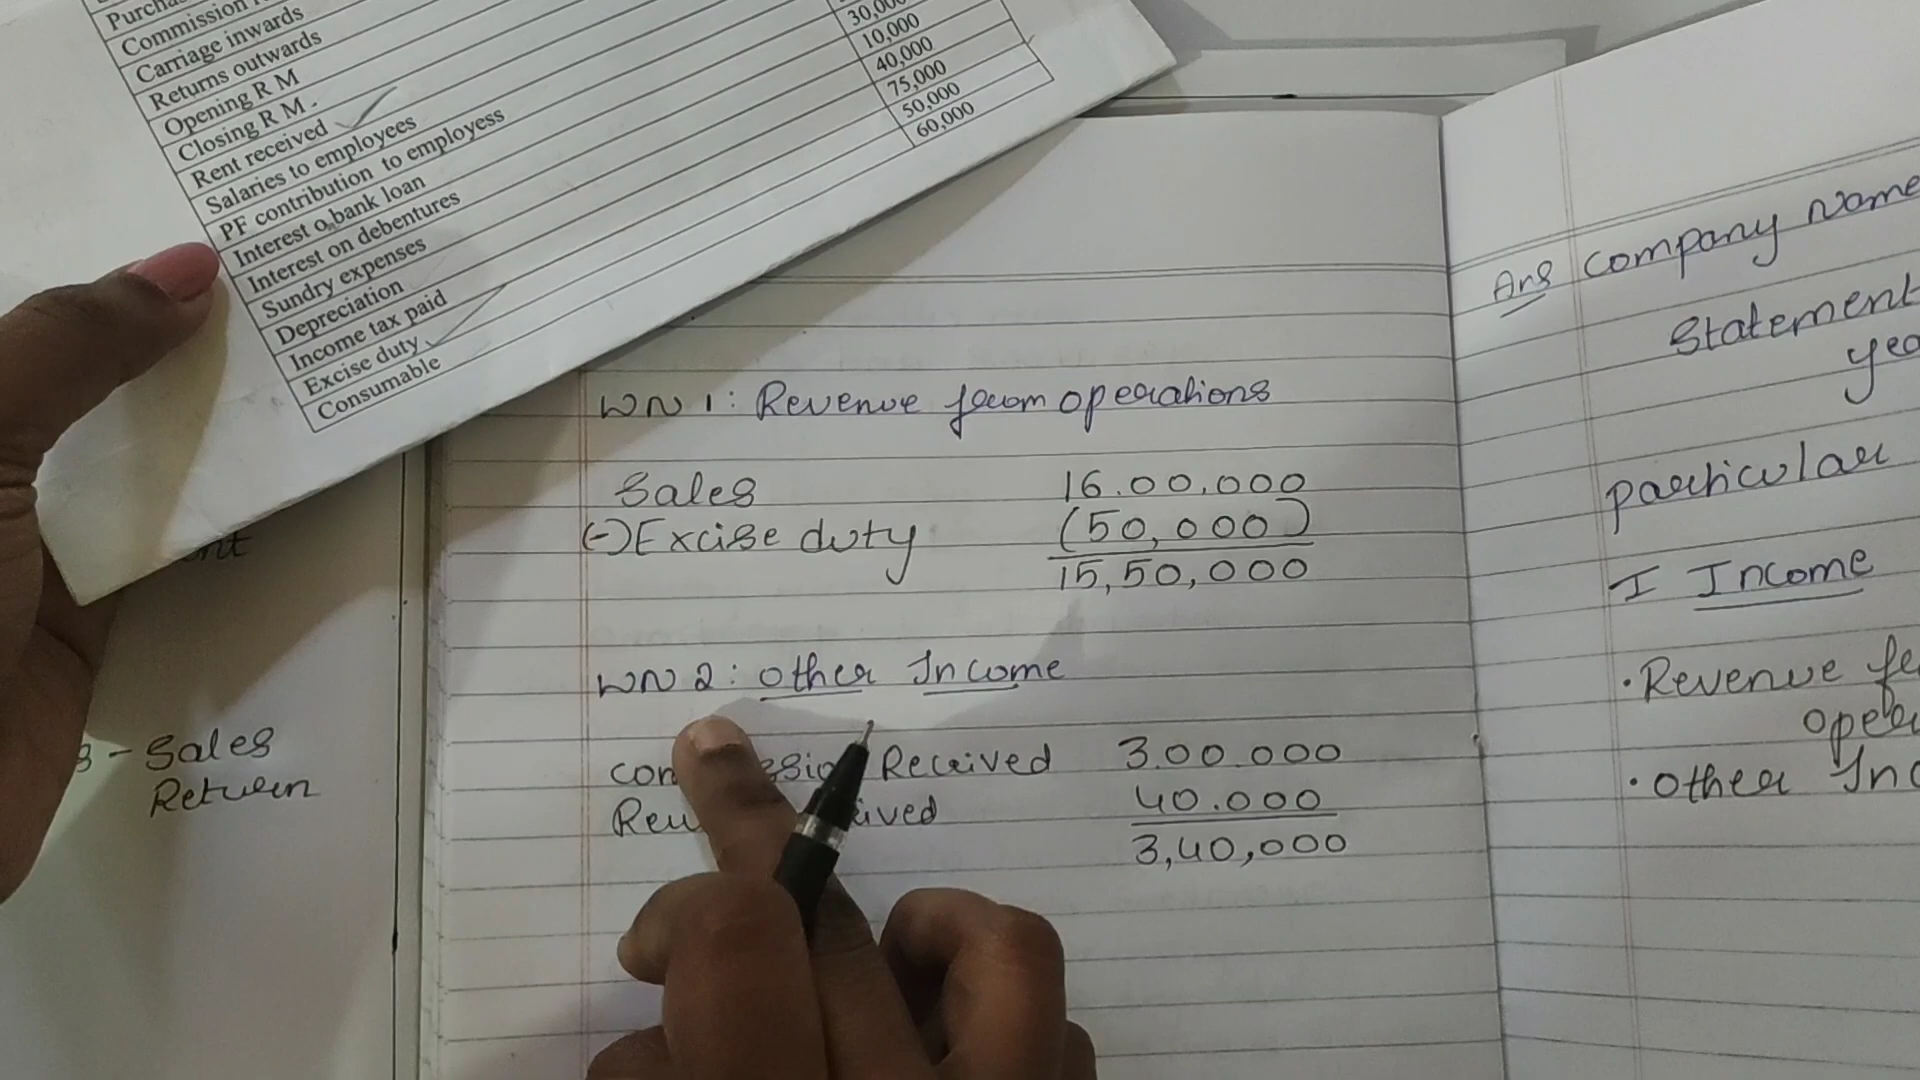 Commission
Carriage inwards
Returns outwards
Opening R M
Closing R M .
Rent received
Salaries to employees
PF contribution to employess
Interest on bank loan
Interest on debentures
Sundry expenses
Depreciation
Income tax paid
Excise duty
Consumable
10,000
40,000
75,000
50,000
60,000
WN 1: Revenue from operations
Sales 16.00,000
(-) Excise duty (50,000)
15,50,000
WN 2: Other Income
Received 3.00.000
40.000
3,40,000
- Sales
Return
Ans Company Name
Statement
particular
I Income
• Revenue
• Other